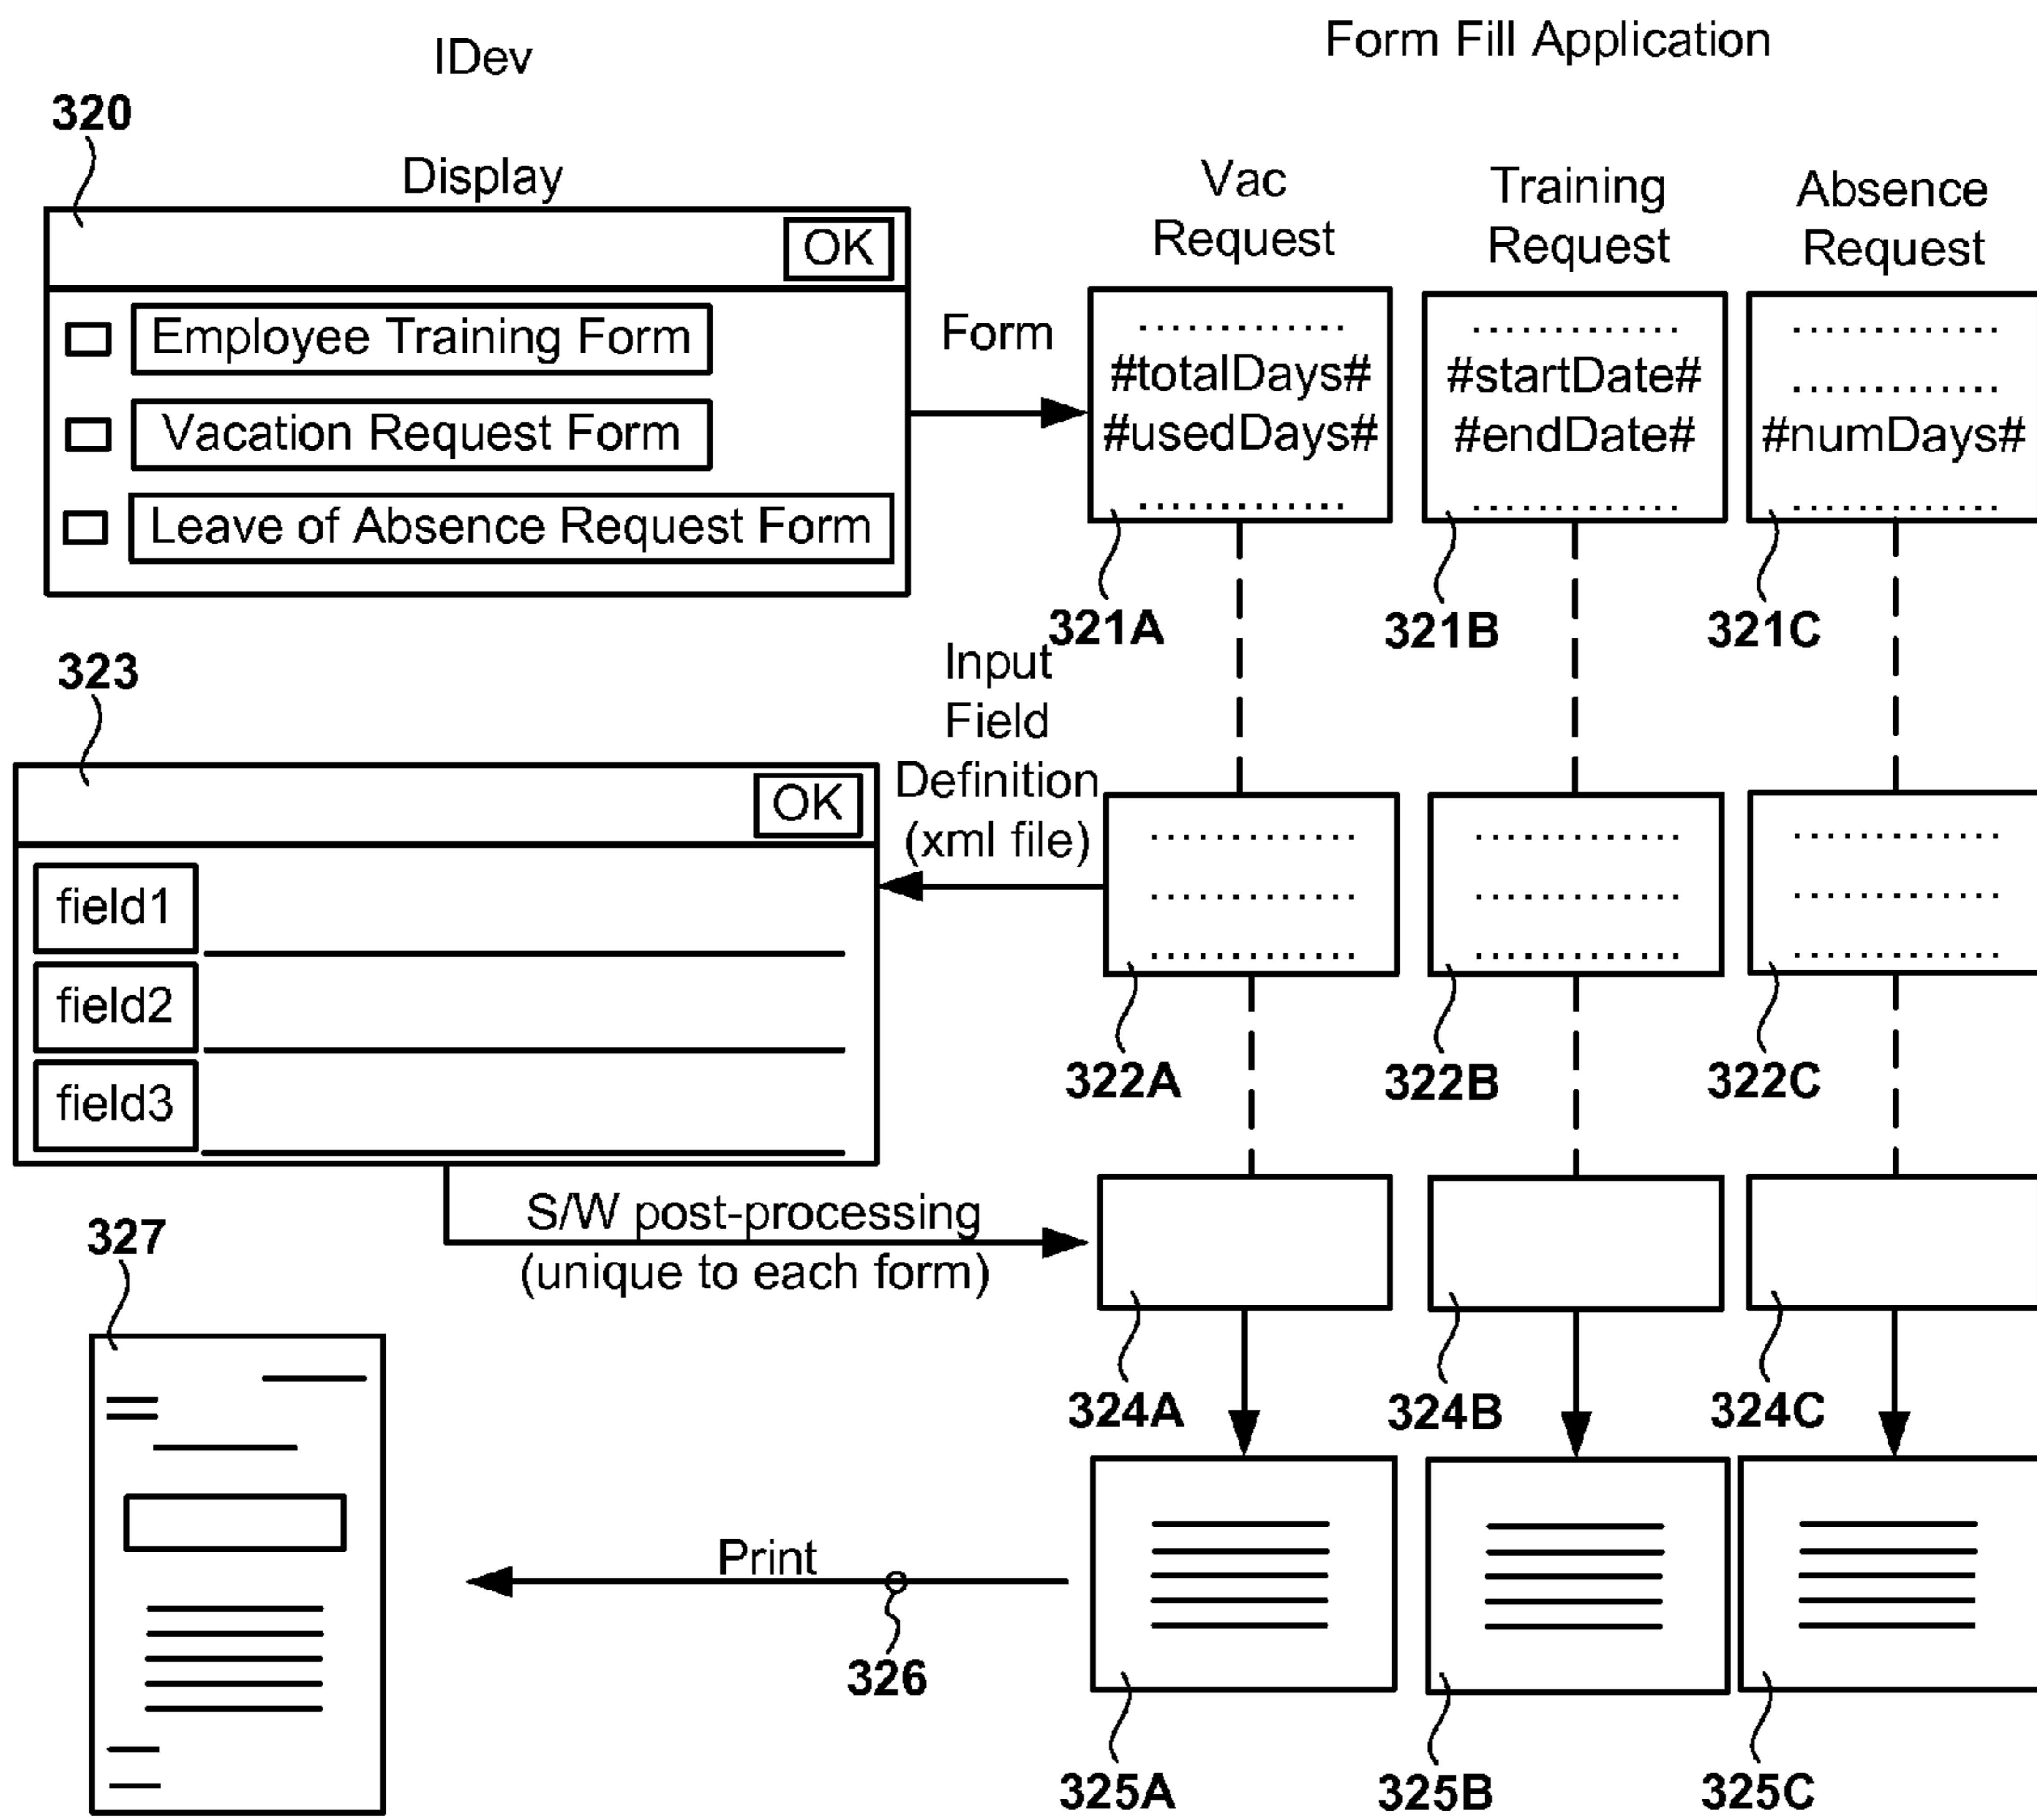 IDev
Form Fill Application
320
Display
Vac
Request
Training
Request
Absence
Request
OK
Employee Training Form
Vacation Request Form
Leave of Absence Request Form
Form
.............
#totalDays#
#usedDays#
.............
.............
#startDate#
#endDate#
.............
.............
.............
#numDays#
.............
321A
321B
321C
323
Input
Field
Definition
(xml file)
OK
field1
field2
field3
.............
.............
.............
.............
.............
.............
.............
.............
.............
322A
322B
322C
S/W post-processing
(unique to each form)
324A
324B
324C
327
Print
326
325A
325B
325C